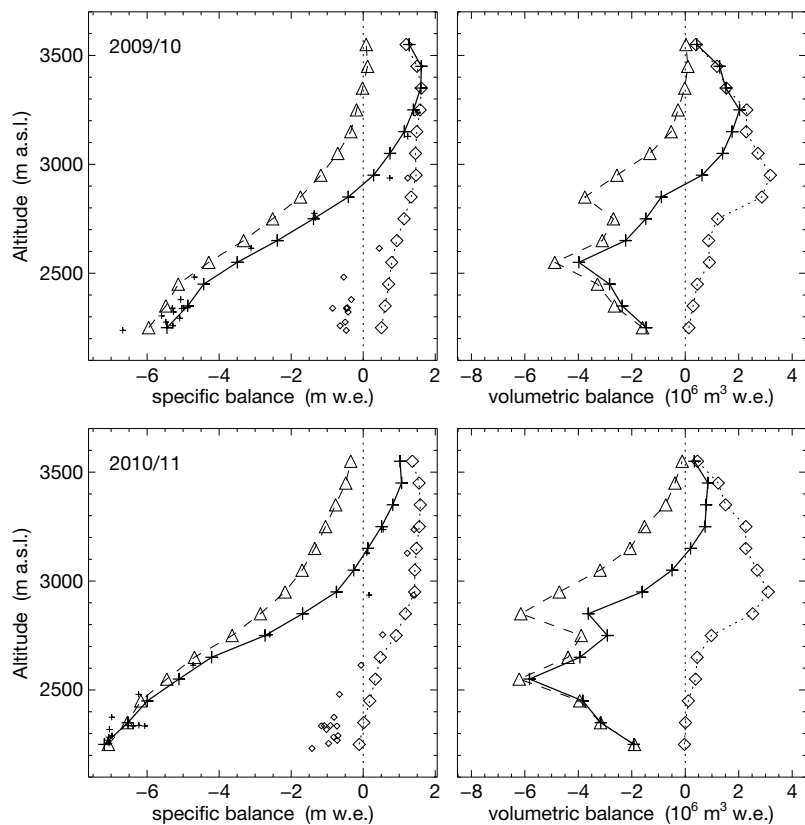 2009/10
Altitude (m a.s.l.)
3500
3000
2500
−6 −4 −2 0 2
specific balance (m w.e.)
−8 −6 −4 −2 0 2 4
volumetric balance (10⁶ m³ w.e.)
2010/11
Altitude (m a.s.l.)
3500
3000
2500
−6 −4 −2 0 2
specific balance (m w.e.)
−8 −6 −4 −2 0 2 4
volumetric balance (10⁶ m³ w.e.)